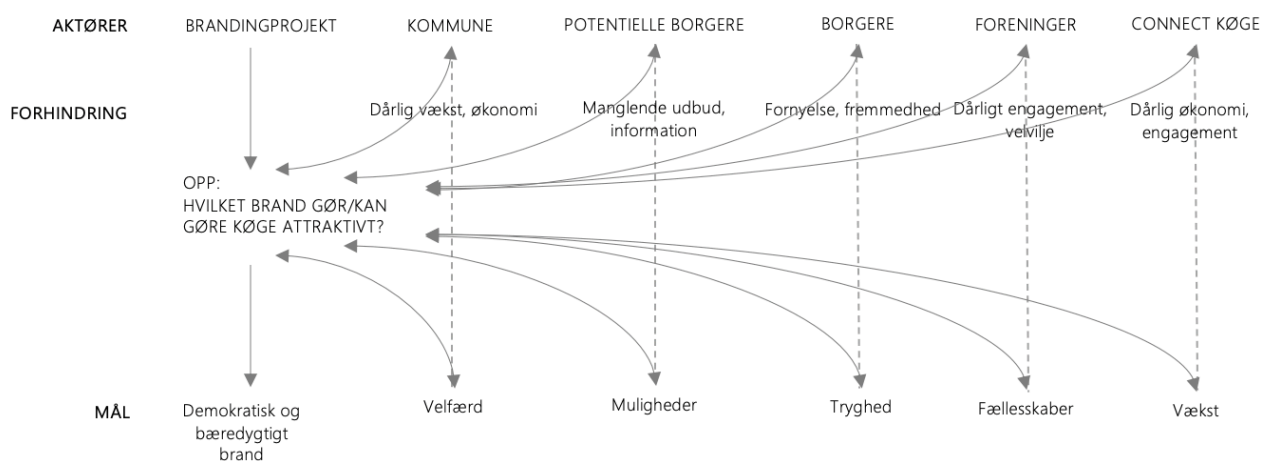 AKTØRER
BRANDINGPROJEKT
KOMMUNE
POTENTIELLE BORGERE
BORGERE
FORENINGER
CONNECT KØGE
FORHINDRING
Dårlig vækst, økonomi
Manglende udbud,
information
Fornyelse, fremmedhed
Dårligt engagement,
velvilje
Dårlig økonomi,
engagement
OPP:
HVILKET BRAND GØR/KAN
GØRE KØGE ATTRAKTIVT?
MÅL
Demokratisk og
bæredygtigt
brand
Velfærd
Muligheder
Tryghed
Fællesskaber
Vækst